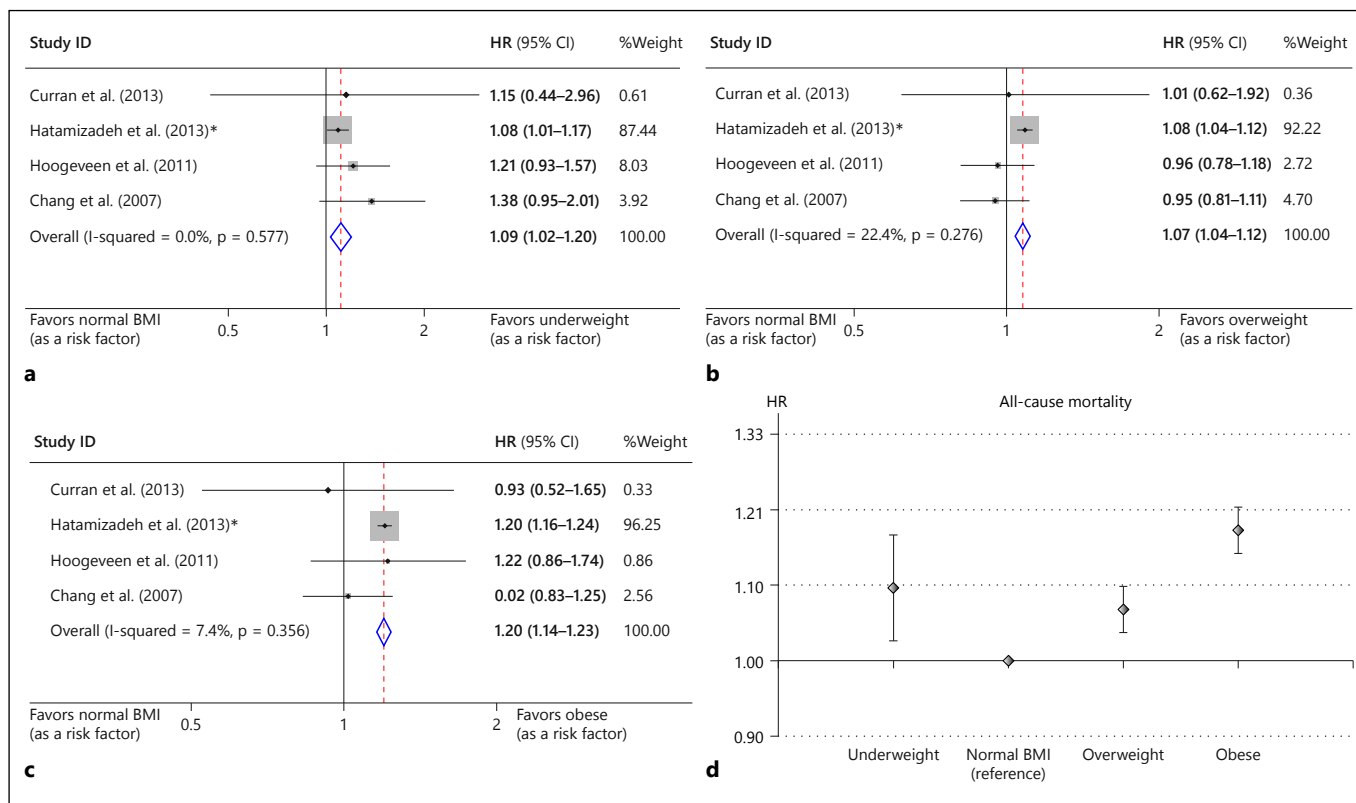 Study ID HR (95% CI) %Weight
Curran et al. (2013) 1.15 (0.44–2.96) 0.61
Hatamizadeh et al. (2013)* 1.08 (1.01–1.17) 87.44
Hoogeveen et al. (2011) 1.21 (0.93–1.57) 8.03
Chang et al. (2007) 1.38 (0.95–2.01) 3.92
Overall (I-squared = 0.0%, p = 0.577) 1.09 (1.02–1.20) 100.00
Favors normal BMI 0.5 1 2 Favors underweight
(as a risk factor) (as a risk factor)
a
Study ID HR (95% CI) %Weight
Curran et al. (2013) 1.01 (0.62–1.92) 0.36
Hatamizadeh et al. (2013)* 1.08 (1.04–1.12) 92.22
Hoogeveen et al. (2011) 0.96 (0.78–1.18) 2.72
Chang et al. (2007) 0.95 (0.81–1.11) 4.70
Overall (I-squared = 22.4%, p = 0.276) 1.07 (1.04–1.12) 100.00
Favors normal BMI 0.5 1 2 Favors overweight
(as a risk factor) (as a risk factor)
b
Study ID HR (95% CI) %Weight
Curran et al. (2013) 0.93 (0.52–1.65) 0.33
Hatamizadeh et al. (2013)* 1.20 (1.16–1.24) 96.25
Hoogeveen et al. (2011) 1.22 (0.86–1.74) 0.86
Chang et al. (2007) 0.02 (0.83–1.25) 2.56
Overall (I-squared = 7.4%, p = 0.356) 1.20 (1.14–1.23) 100.00
Favors normal BMI 0.5 1 2 Favors obese
(as a risk factor) (as a risk factor)
c
HR All-cause mortality
1.33
1.21
1.10
1.00
0.90
Underweight Normal BMI Overweight Obese
(reference)
d